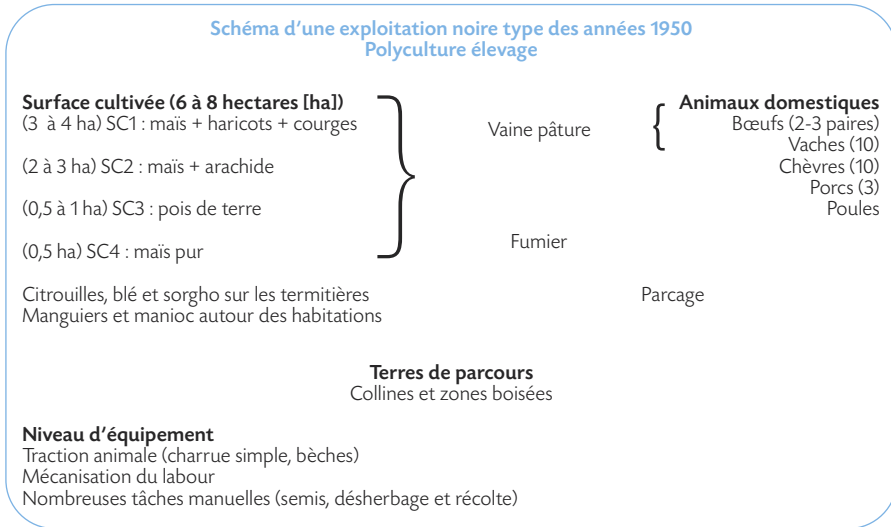 Schéma d'une exploitation noire type des années 1950
Polyculture élevage
Surface cultivée (6 à 8 hectares [ha])
(3 à 4 ha) SC1 : maïs + haricots + courges
(2 à 3 ha) SC2 : maïs + arachide
(0,5 à 1 ha) SC3 : pois de terre
(0,5 ha) SC4 : maïs pur
Citrouilles, blé et sorgho sur les termitières
Manguiers et manioc autour des habitations
Vaine pâture
Fumier
Parcage
Animaux domestiques
Bœufs (2-3 paires)
Vaches (10)
Chèvres (10)
Porcs (3)
Poules
Terres de parcours
Collines et zones boisées
Niveau d'équipement
Traction animale (charrue simple, bèches)
Mécanisation du labour
Nombreuses tâches manuelles (semis, désherbage et récolte)